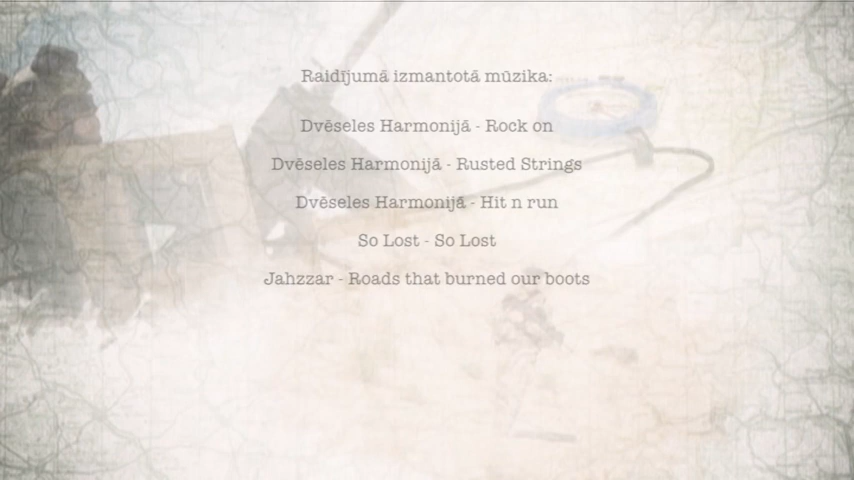 Raidījumā izmantotā mūzika:
Dvēseles Harmonijā - Rock on
Dvēseles Harmonijā - Rusted Strings
Dvēseles Harmonijā - Hit n run
So Lost - So Lost
Jahzzar - Roads that burned our boots